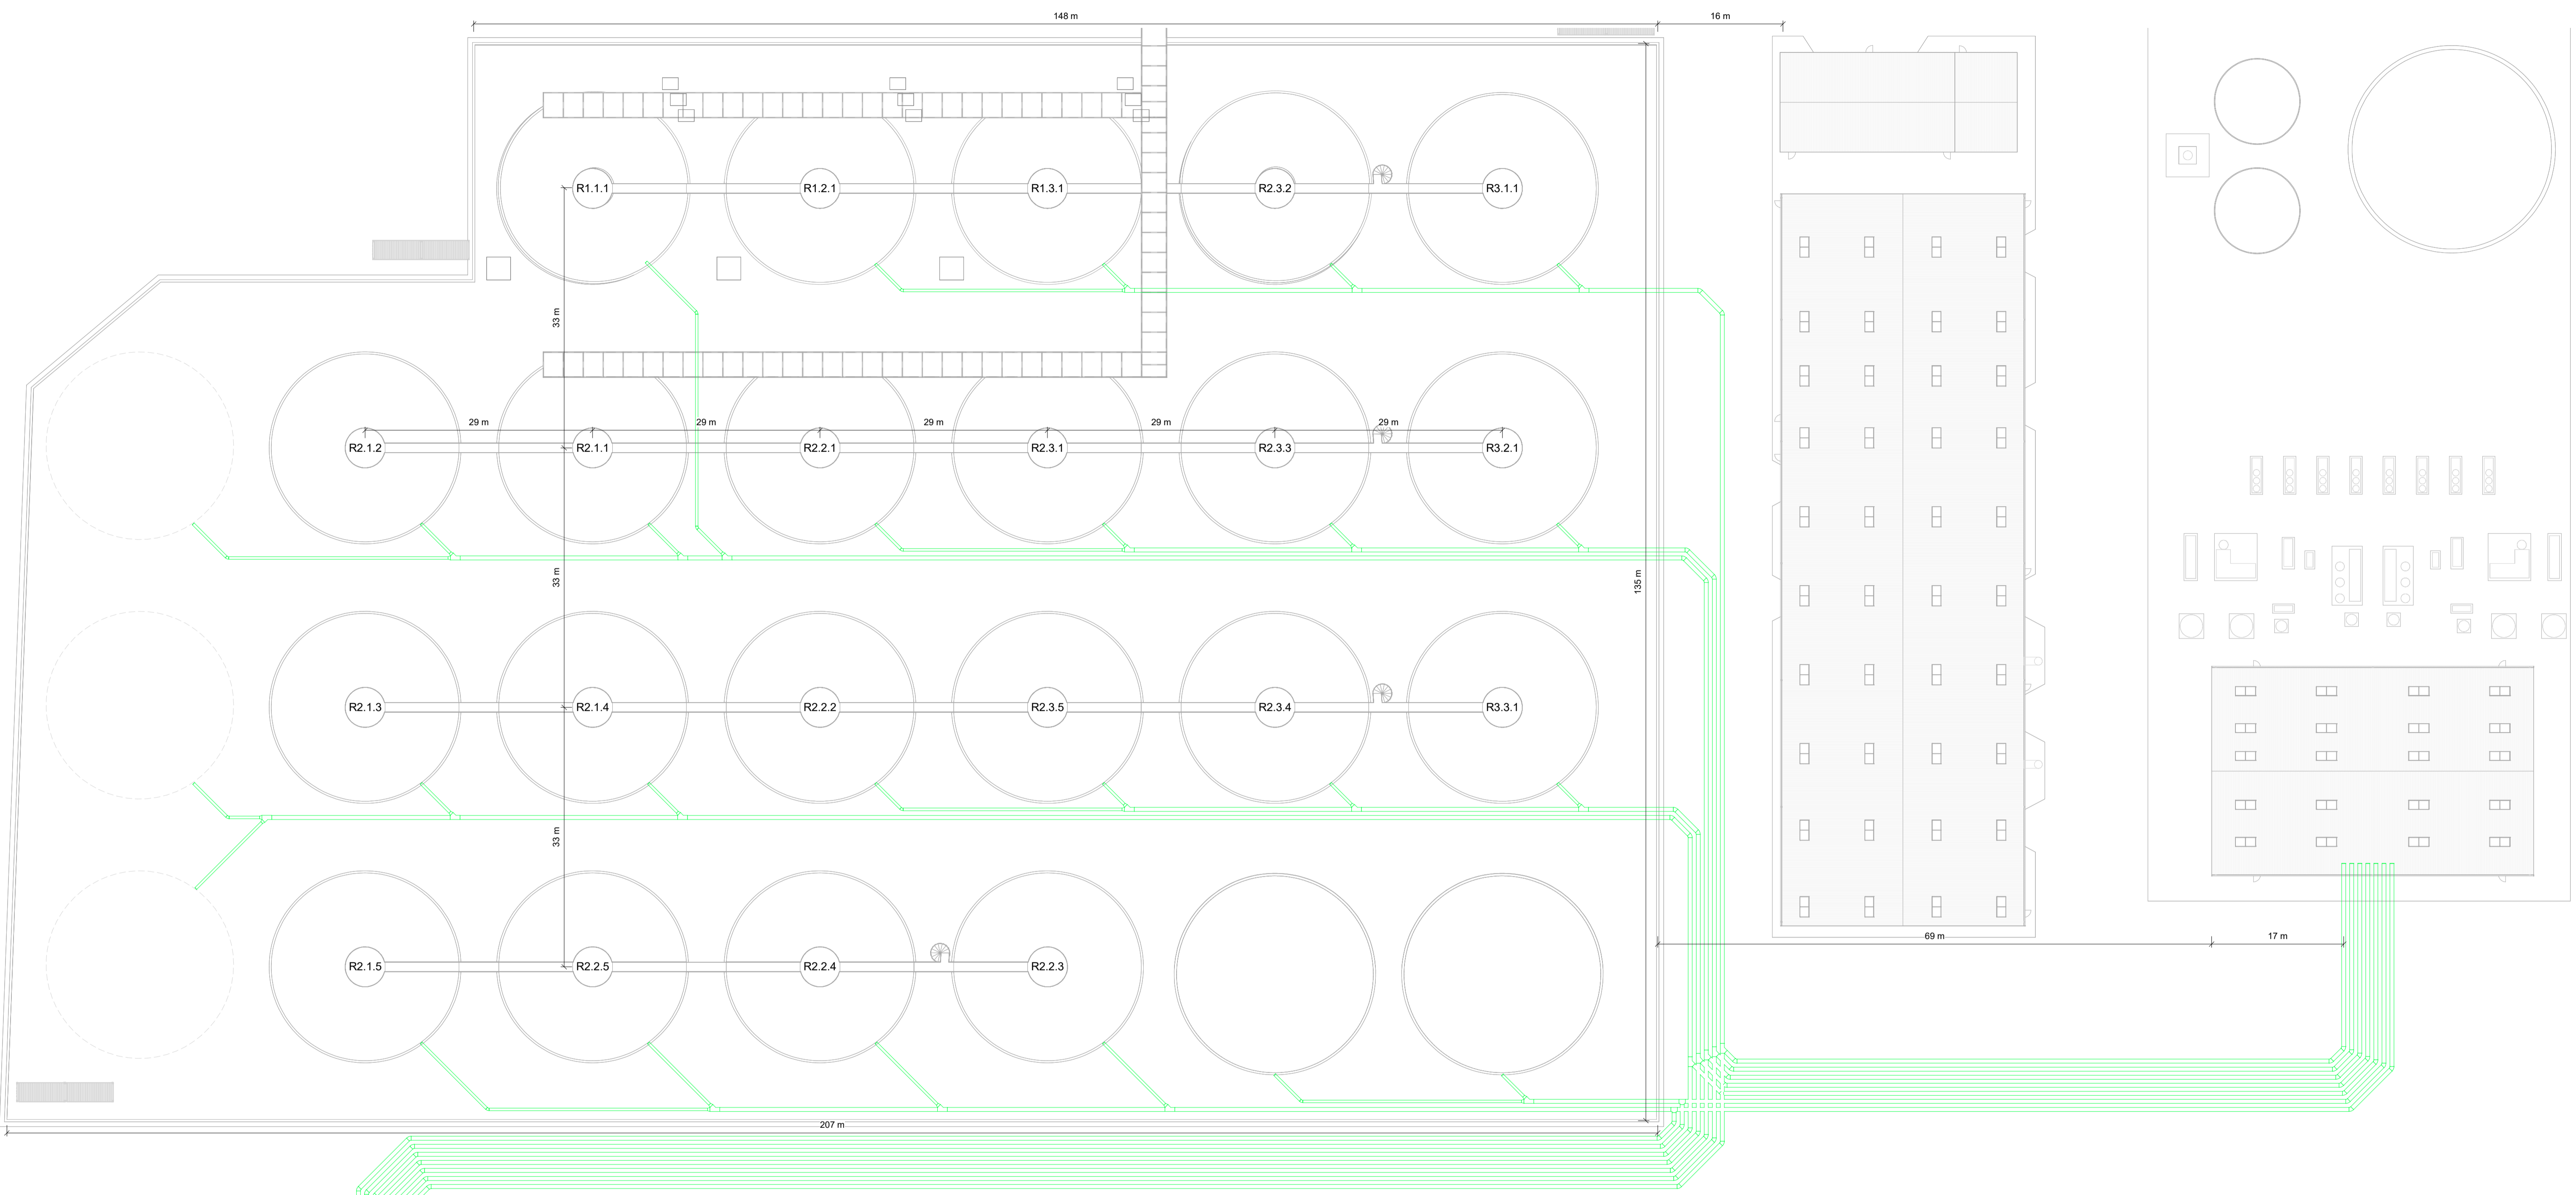 148 m
16 m
R1.1.1
R1.2.1
R1.3.1
R2.3.2
R3.1.1
33 m
29 m
29 m
29 m
29 m
29 m
R2.1.2
R2.1.1
R2.2.1
R2.3.1
R2.3.3
R3.2.1
33 m
135 m
R2.1.3
R2.1.4
R2.2.2
R2.3.5
R2.3.4
R3.3.1
33 m
69 m
17 m
R2.1.5
R2.2.5
R2.2.4
R2.2.3
207 m